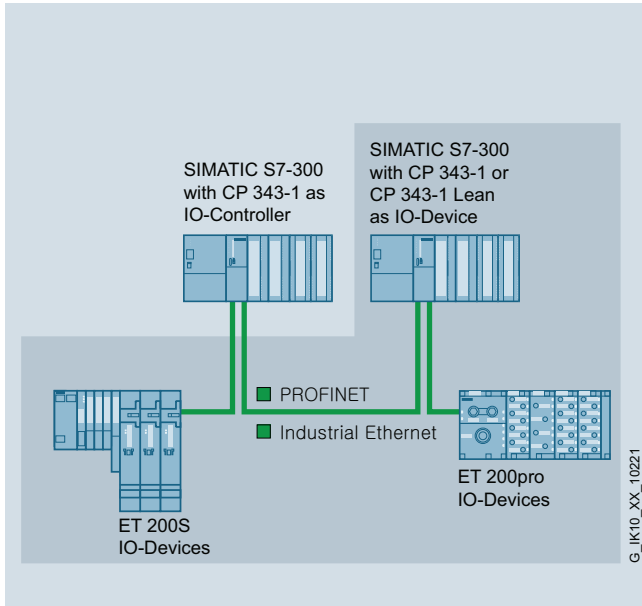 SIMATIC S7-300
with CP 343-1 as
IO-Controller
SIMATIC S7-300
with CP 343-1 or
CP 343-1 Lean
as IO-Device
PROFINET
Industrial Ethernet
ET 200S
IO-Devices
ET 200pro
IO-Devices
G_IK10_XX_10221